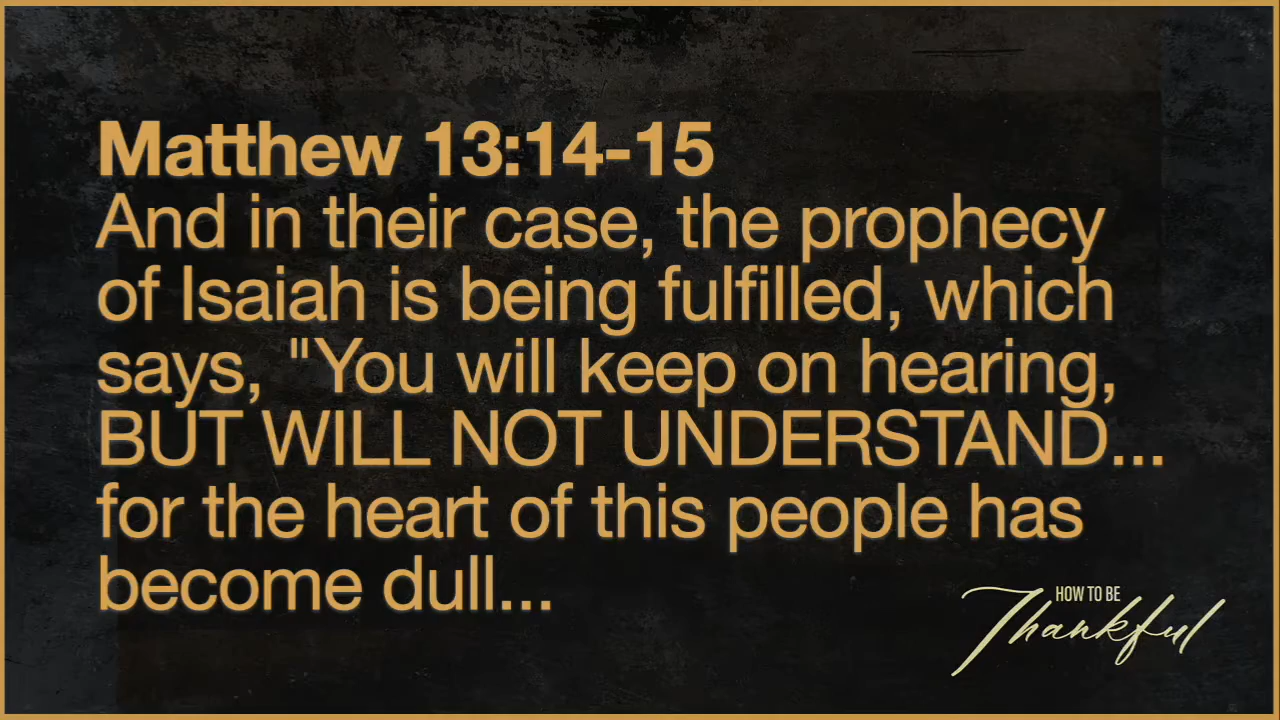 Matthew 13:14-15
And in their case, the prophecy
of Isaiah is being fulfilled, which
says, "You will keep on hearing,
BUT WILL NOT UNDERSTAND...
for the heart of this people has
become dull...
HOW TO BE
Thankful